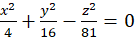 x²/4 + y²/16 − z²/81 = 0